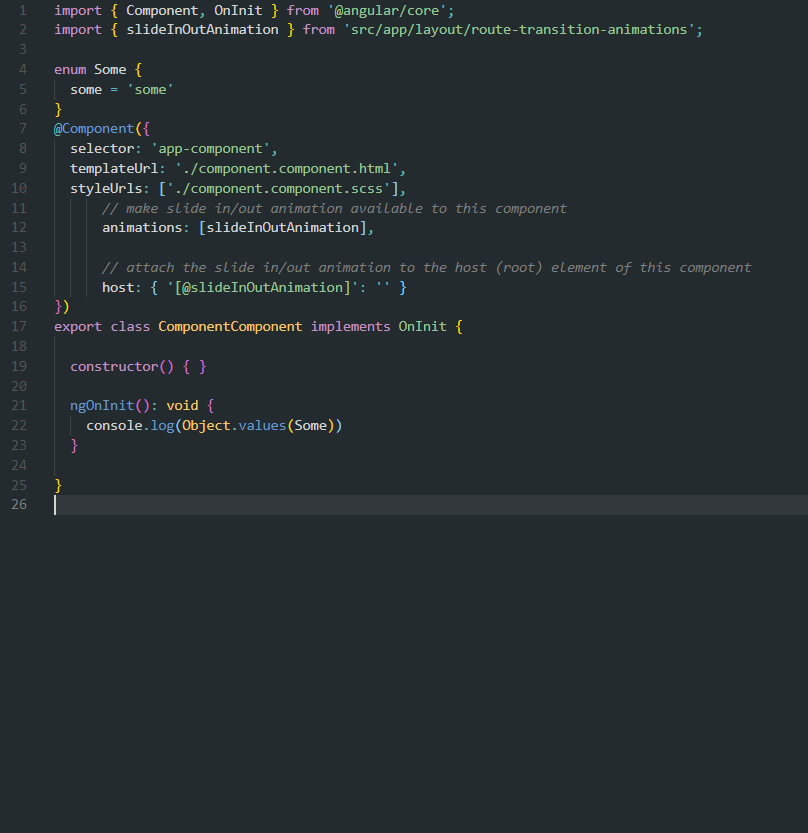 1 import { Component, OnInit } from '@angular/core';
2 import { slideInOutAnimation } from 'src/app/layout/route-transition-animations';
3
4 enum Some {
5   some = 'some'
6 }
7 @Component({
8   selector: 'app-component',
9   templateUrl: './component.component.html',
10   styleUrls: ['./component.component.scss'],
11       // make slide in/out animation available to this component
12       animations: [slideInOutAnimation],
13
14       // attach the slide in/out animation to the host (root) element of this component
15       host: { '[@slideInOutAnimation]': '' }
16 })
17 export class ComponentComponent implements OnInit {
18
19   constructor() { }
20
21   ngOnInit(): void {
22     console.log(Object.values(Some))
23   }
24
25 }
26